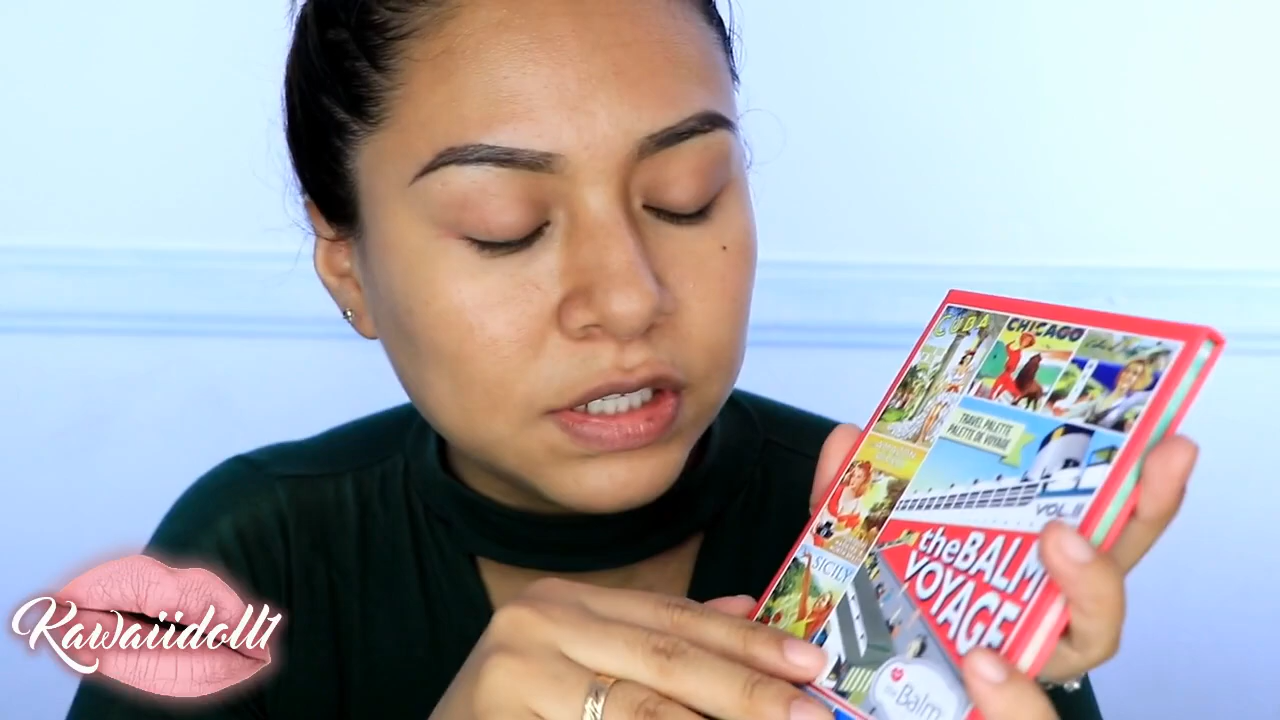 CUBA
CHICAGO
TRAVEL PALETTE
PALETTE DE VOYAGE
VOL.II
theBALM
VOYAGE
SICILY
theBalm
Kawaiidoll1